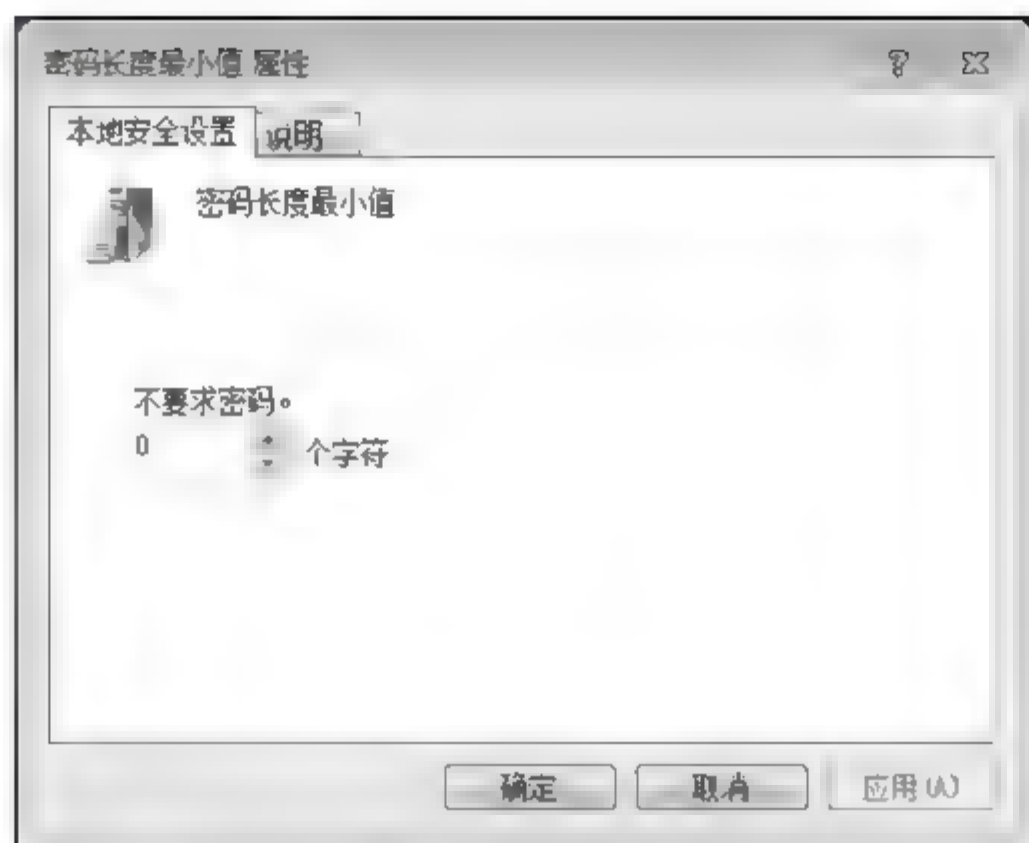 密码长度最小值 属性
本地安全设置 说明
密码长度最小值
不要求密码。
0 个字符
确定 取消 应用(A)